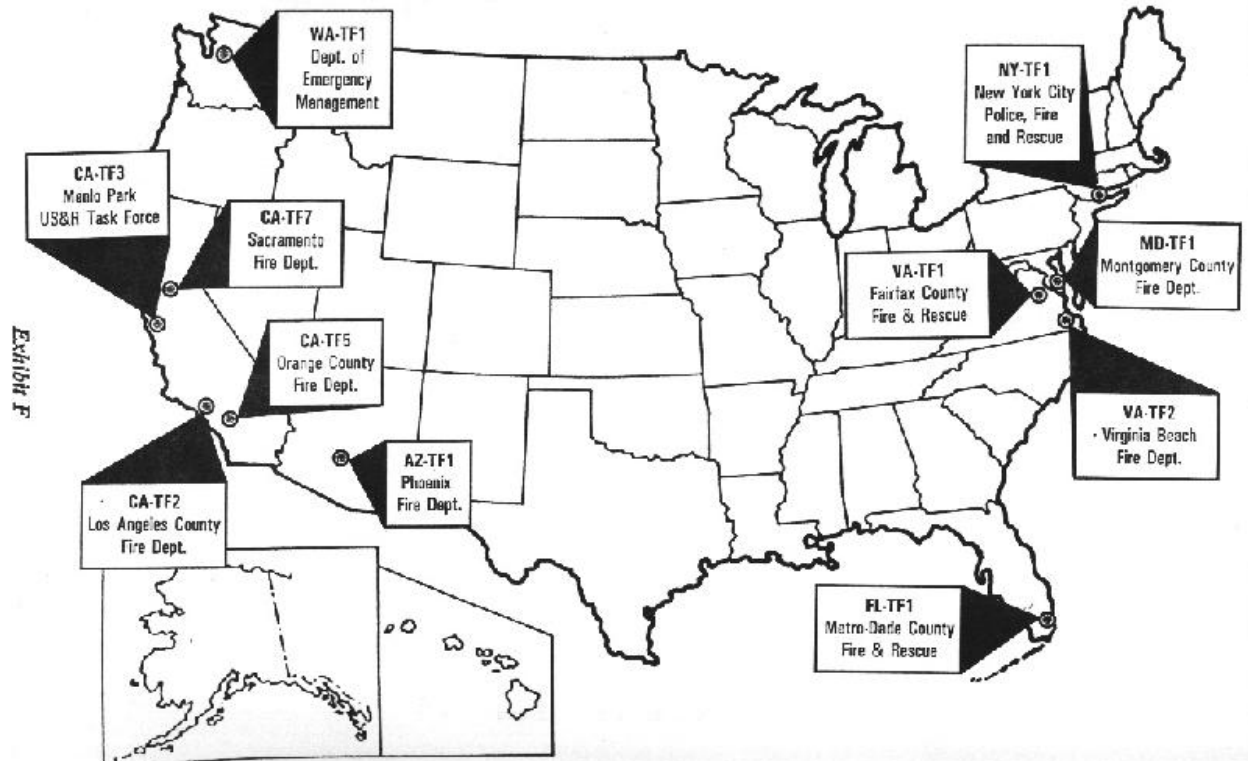 WA-TF1
Dept. of
Emergency
Management
NY-TF1
New York City
Police, Fire
and Rescue
CA-TF3
Menlo Park
US&R Task Force
CA-TF7
Sacramento
Fire Dept.
MD-TF1
Montgomery County
Fire Dept.
VA-TF1
Fairfax County
Fire & Rescue
CA-TF5
Orange County
Fire Dept.
Exhibit F
VA-TF2
Virginia Beach
Fire Dept.
AZ-TF1
Phoenix
Fire Dept.
CA-TF2
Los Angeles County
Fire Dept.
FL-TF1
Metro-Dade County
Fire & Rescue